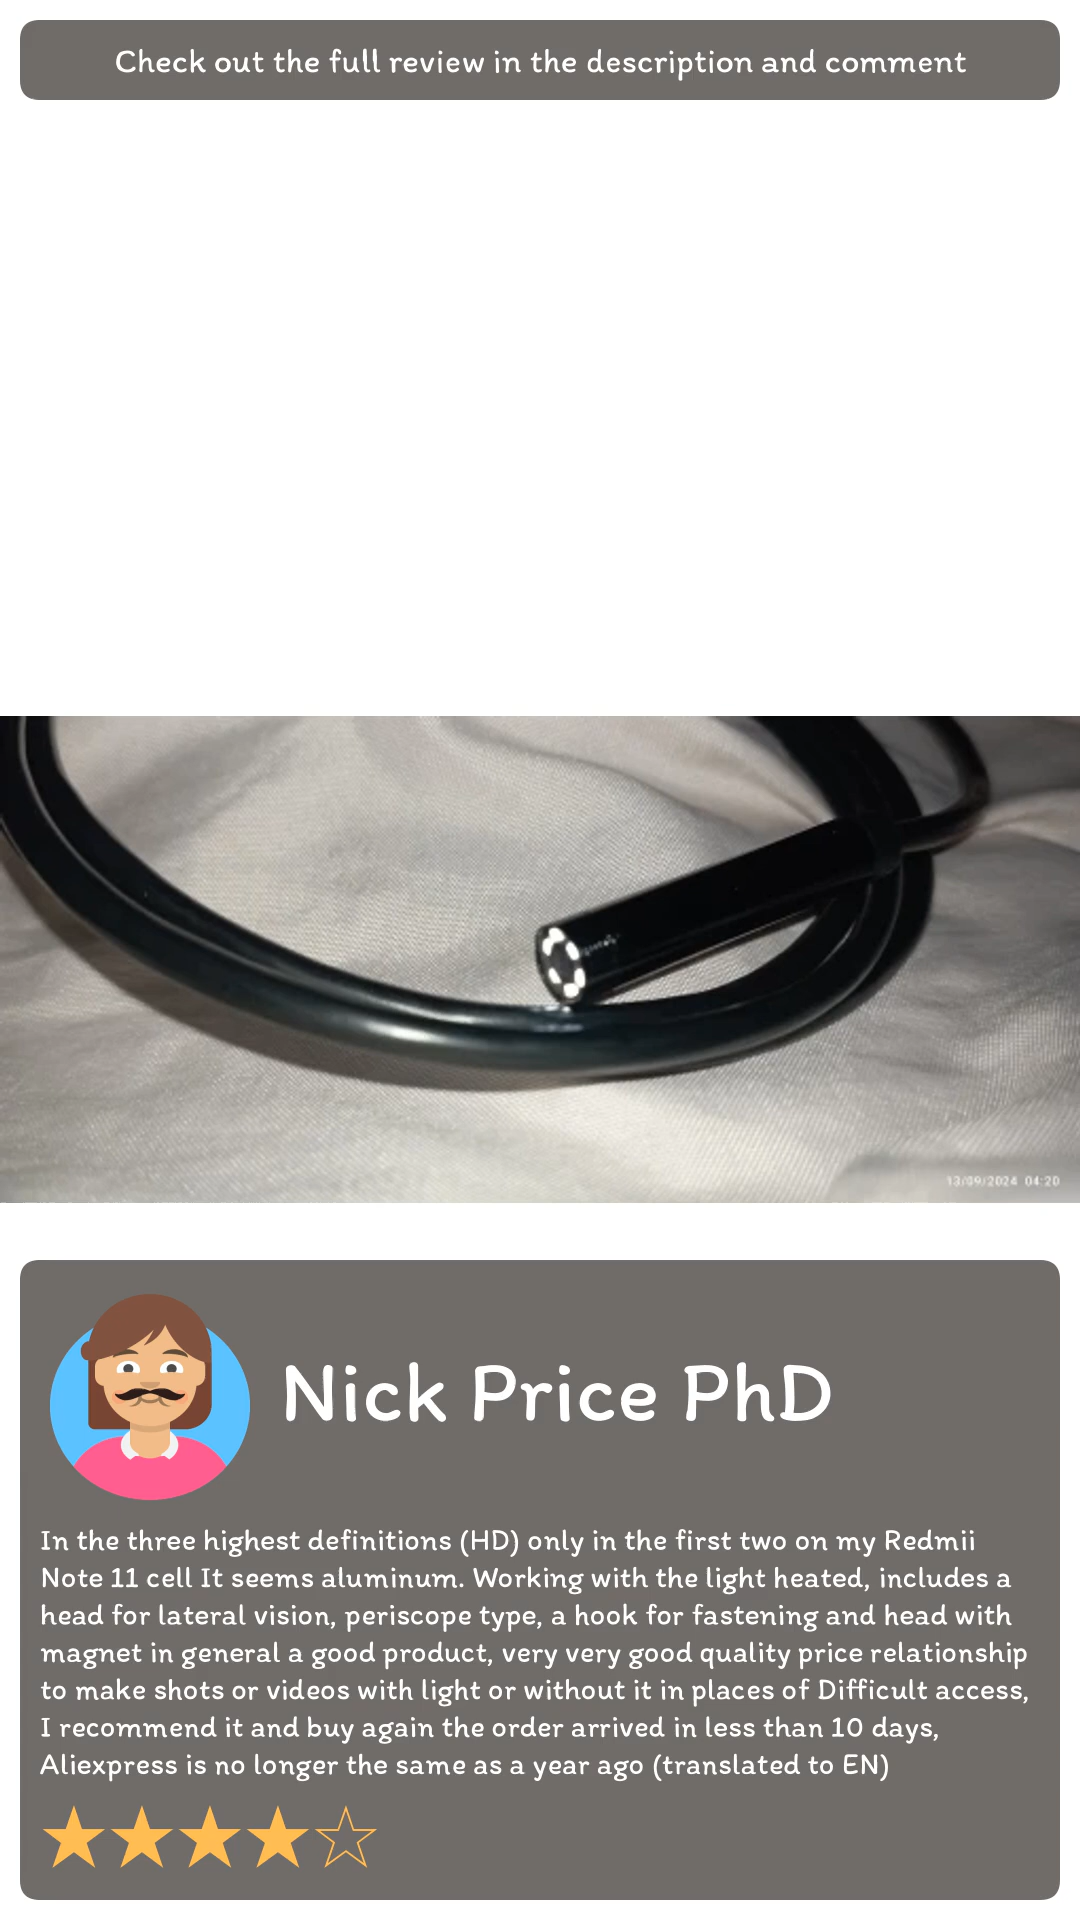 Check out the full review in the description and comment
13/09/2024 04:20
Nick Price PhD
In the three highest definitions (HD) only in the first two on my Redmii
Note 11 cell It seems aluminum. Working with the light heated, includes a
head for lateral vision, periscope type, a hook for fastening and head with
magnet in general a good product, very very good quality price relationship
to make shots or videos with light or without it in places of Difficult access,
I recommend it and buy again the order arrived in less than 10 days,
Aliexpress is no longer the same as a year ago (translated to EN)